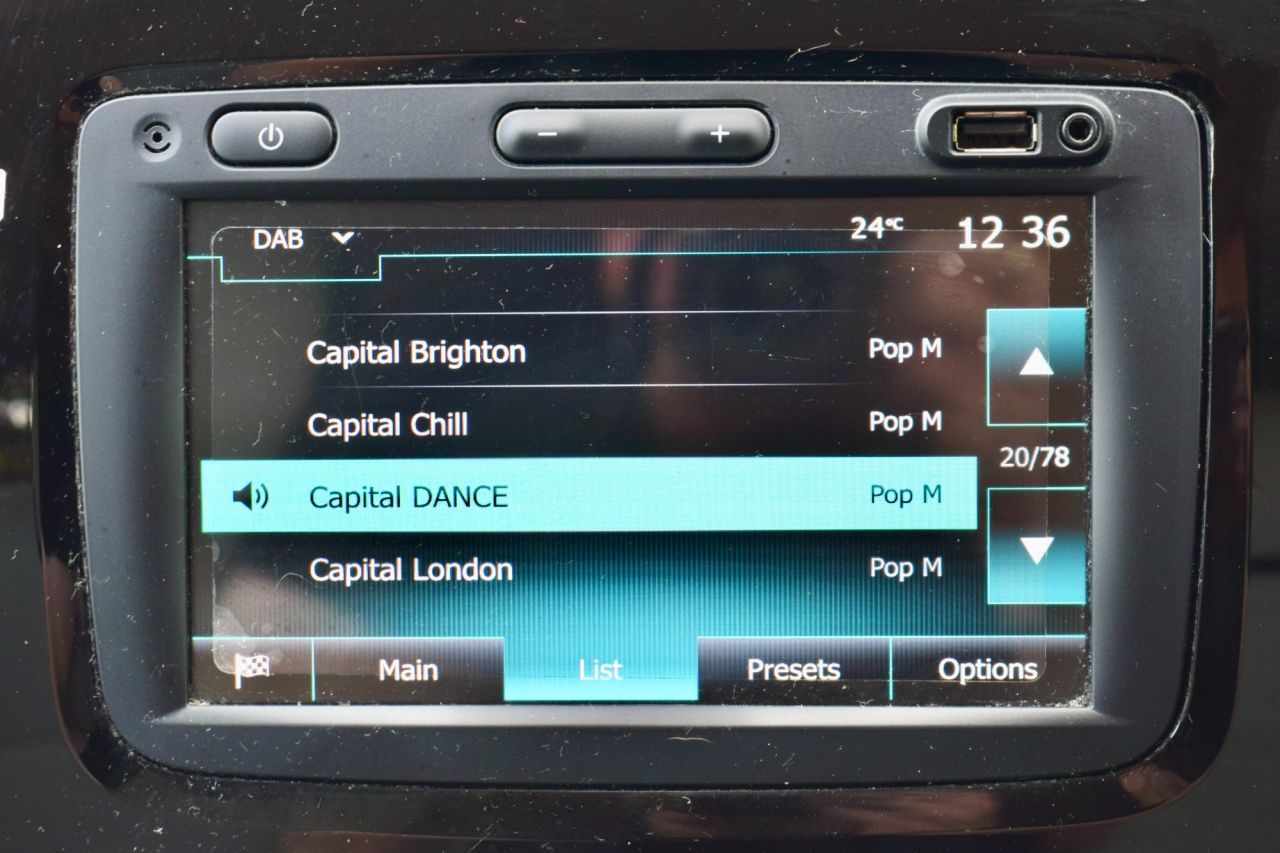 − +
DAB 24°C 12 36
Capital Brighton Pop M
Capital Chill Pop M
Capital DANCE Pop M
20/78
Capital London Pop M
Main List Presets Options